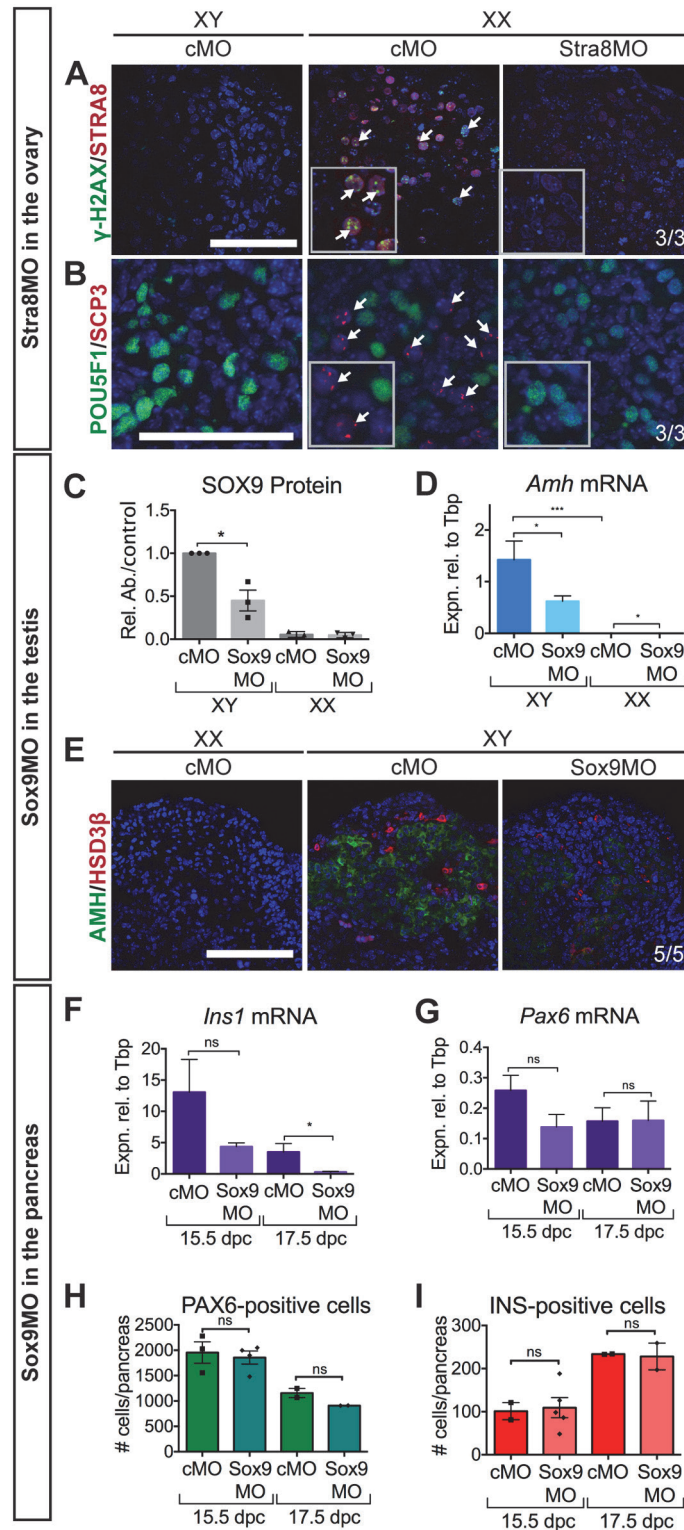 XY
XX
cMO
cMO
Stra8MO
Stra8MO in the ovary
A
γ-H2AX/STRA8
3/3
B
POU5F1/SCP3
3/3
Sox9MO in the testis
C
SOX9 Protein
Rel. Ab./control
1.0
0.5
0.0
*
cMO
Sox9
MO
cMO
Sox9
MO
XY
XX
D
Amh mRNA
Expn. rel. to Tbp
2
1
0
***
*
*
cMO
Sox9
MO
cMO
Sox9
MO
XY
XX
E
XX
XY
cMO
cMO
Sox9MO
AMH/HSD3β
5/5
Sox9MO in the pancreas
F
Ins1 mRNA
Expn. rel. to Tbp
20
15
10
5
0
ns
*
cMO
Sox9
MO
cMO
Sox9
MO
15.5 dpc
17.5 dpc
G
Pax6 mRNA
Expn. rel. to Tbp
0.4
0.3
0.2
0.1
0.0
ns
ns
cMO
Sox9
MO
cMO
Sox9
MO
15.5 dpc
17.5 dpc
H
PAX6-positive cells
# cells/pancreas
2500
2000
1500
1000
500
0
ns
ns
cMO
Sox9
MO
cMO
Sox9
MO
15.5 dpc
17.5 dpc
I
INS-positive cells
# cells/pancreas
300
200
100
0
ns
ns
cMO
Sox9
MO
cMO
Sox9
MO
15.5 dpc
17.5 dpc